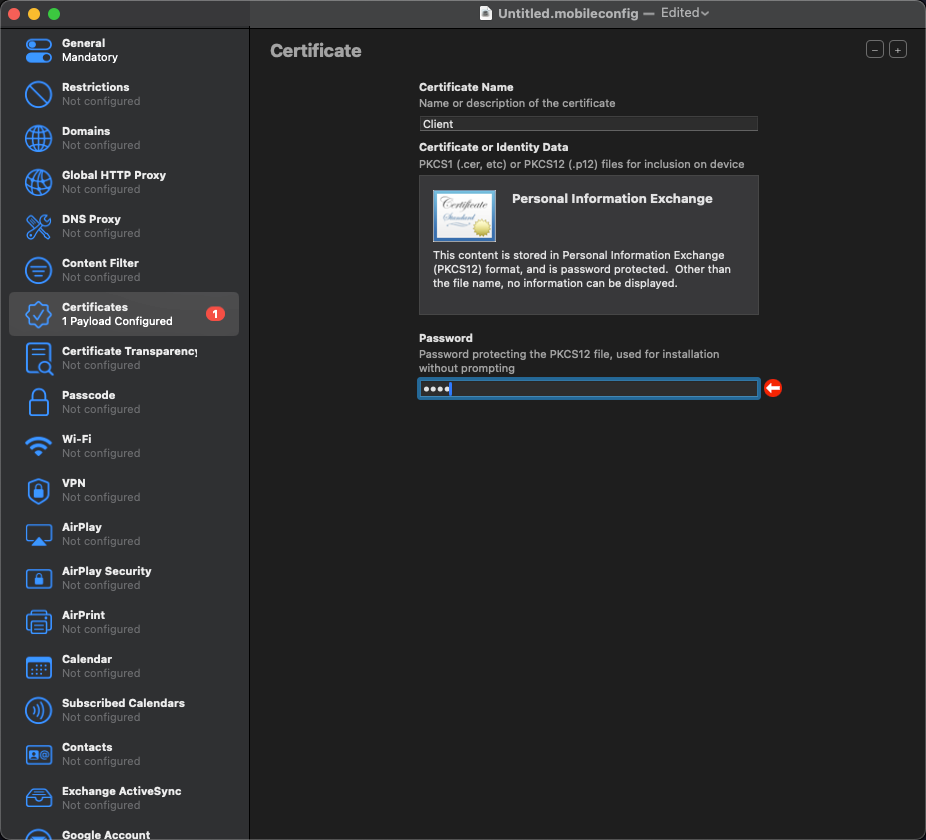 Untitled.mobileconfig — Edited
General
Mandatory
Restrictions
Not configured
Domains
Not configured
Global HTTP Proxy
Not configured
DNS Proxy
Not configured
Content Filter
Not configured
Certificates
1 Payload Configured
1
Certificate Transparency
Not configured
Passcode
Not configured
Wi-Fi
Not configured
VPN
Not configured
AirPlay
Not configured
AirPlay Security
Not configured
AirPrint
Not configured
Calendar
Not configured
Subscribed Calendars
Not configured
Contacts
Not configured
Exchange ActiveSync
Not configured
Google Account
Certificate
Certificate Name
Name or description of the certificate
Client
Certificate or Identity Data
PKCS1 (.cer, etc) or PKCS12 (.p12) files for inclusion on device
Certificate
Standard
Personal Information Exchange
This content is stored in Personal Information Exchange
(PKCS12) format, and is password protected.  Other than
the file name, no information can be displayed.
Password
Password protecting the PKCS12 file, used for installation
without prompting
••••